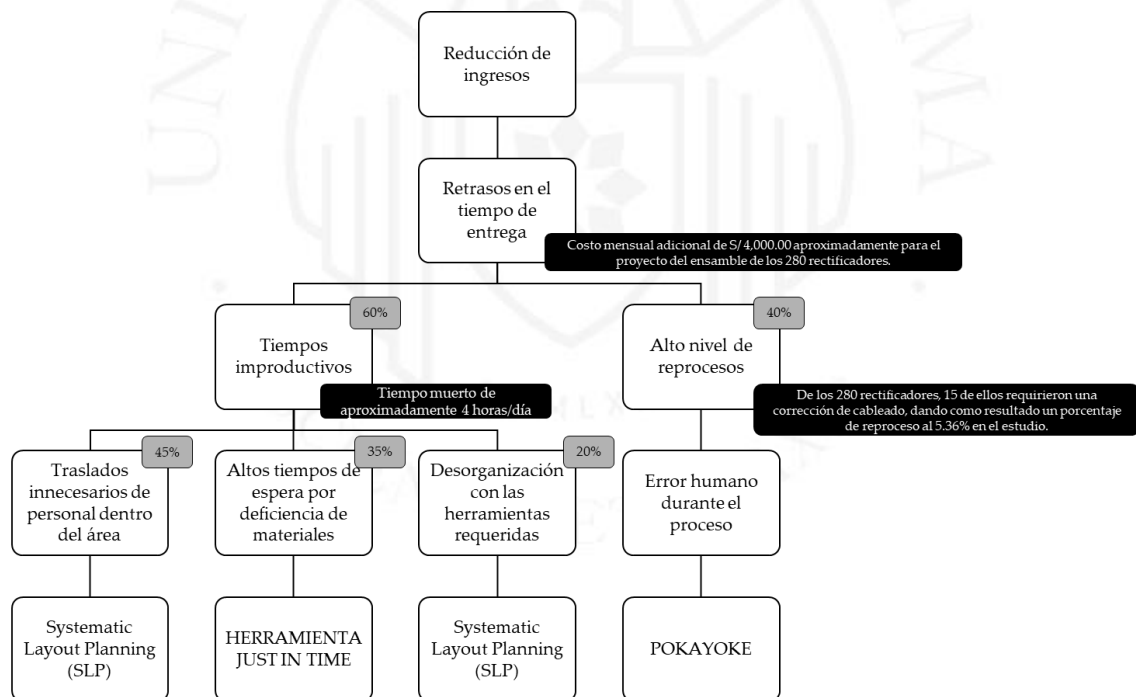 Reducción de
ingresos
Retrasos en el
tiempo de
entrega
Costo mensual adicional de S/ 4,000.00 aproximadamente para el
proyecto del ensamble de los 280 rectificadores.
60%
Tiempos
improductivos
Tiempo muerto de
aproximadamente 4 horas/día
40%
Alto nivel de
reprocesos
De los 280 rectificadores, 15 de ellos requirieron una
corrección de cableado, dando como resultado un porcentaje
de reproceso al 5.36% en el estudio.
45%
Traslados
innecesarios de
personal dentro
del área
35%
Altos tiempos de
espera por
deficiencia de
materiales
20%
Desorganización
con las
herramientas
requeridas
Error humano
durante el
proceso
Systematic
Layout Planning
(SLP)
HERRAMIENTA
JUST IN TIME
Systematic
Layout Planning
(SLP)
POKAYOKE